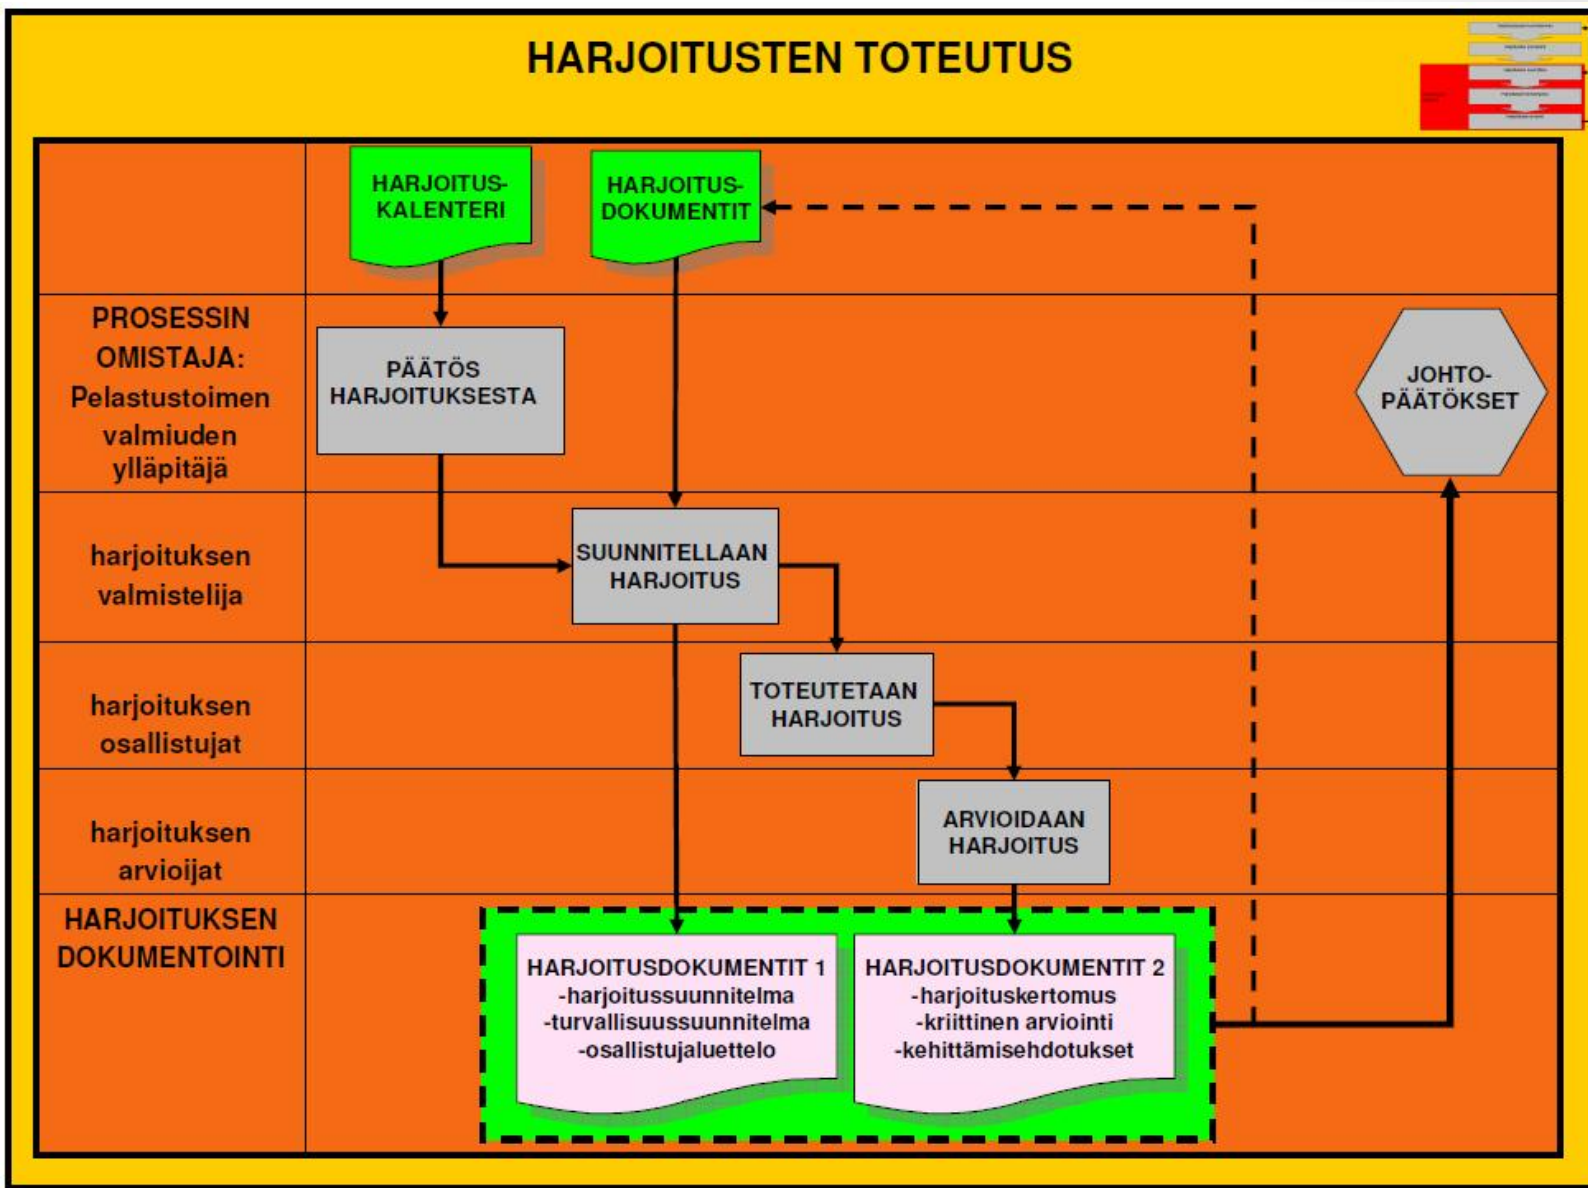 HARJOITUSTEN TOTEUTUS
HARJOITUS-
KALENTERI
HARJOITUS-
DOKUMENTIT
PROSESSIN
OMISTAJA:
Pelastustoimen
valmiuden
ylläpitäjä
PÄÄTÖS
HARJOITUKSESTA
JOHTO-
PÄÄTÖKSET
harjoituksen
valmistelija
SUUNNITELLAAN
HARJOITUS
harjoituksen
osallistujat
TOTEUTETAAN
HARJOITUS
harjoituksen
arvioijat
ARVIOIDAAN
HARJOITUS
HARJOITUKSEN
DOKUMENTOINTI
HARJOITUSDOKUMENTIT 1
-harjoitussuunnitelma
-turvallisuussuunnitelma
-osallistujaluettelo
HARJOITUSDOKUMENTIT 2
-harjoituskertomus
-kriittinen arviointi
-kehittämisehdotukset